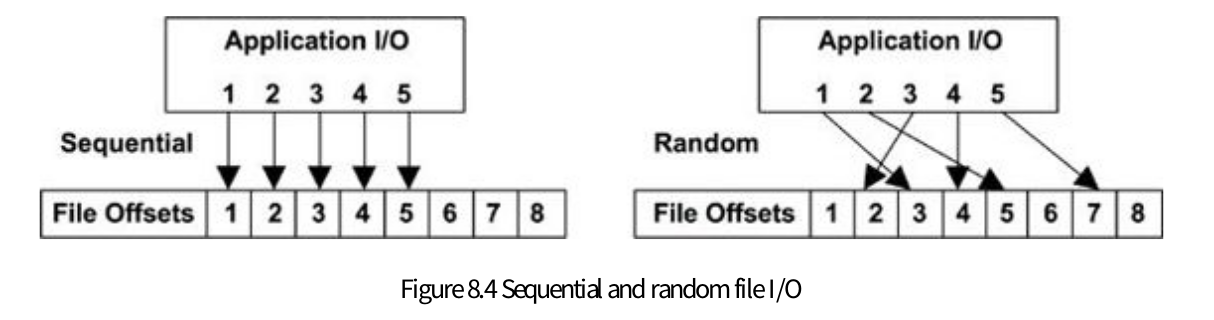 Application I/O
1 2 3 4 5
Sequential
File Offsets 1 2 3 4 5 6 7 8
Application I/O
1 2 3 4 5
Random
File Offsets 1 2 3 4 5 6 7 8
Figure 8.4 Sequential and random file I/O